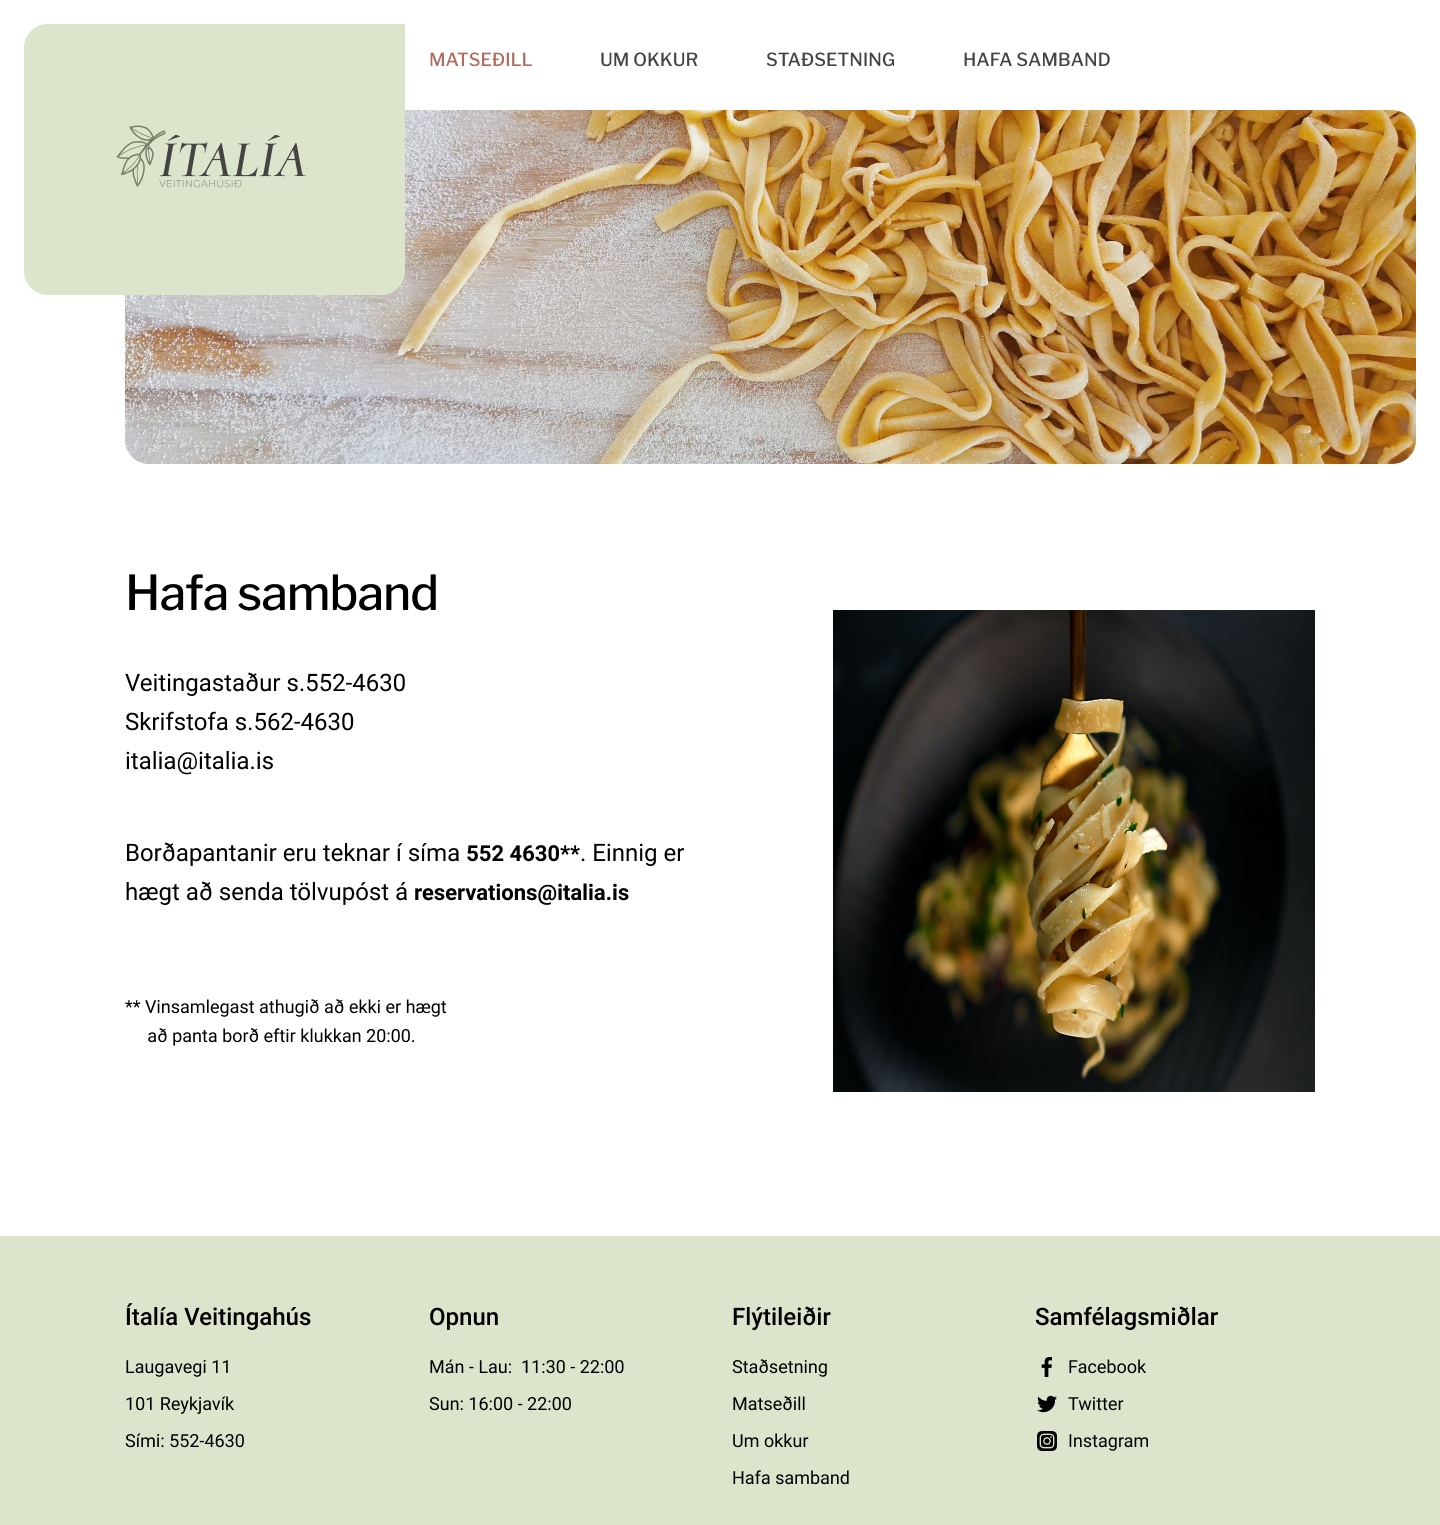 MATSEÐILL UM OKKUR STAÐSETNING HAFA SAMBAND
ÍTALÍA
VEITINGAHÚSIÐ
Hafa samband
Veitingastaður s.552-4630
Skrifstofa s.562-4630
italia@italia.is
Borðapantanir eru teknar í síma 552 4630**. Einnig er
hægt að senda tölvupóst á reservations@italia.is
** Vinsamlegast athugið að ekki er hægt
að panta borð eftir klukkan 20:00.
Ítalía Veitingahús
Laugavegi 11
101 Reykjavík
Sími: 552-4630
Opnun
Mán - Lau: 11:30 - 22:00
Sun: 16:00 - 22:00
Flýtileiðir
Staðsetning
Matseðill
Um okkur
Hafa samband
Samfélagsmiðlar
Facebook
Twitter
Instagram